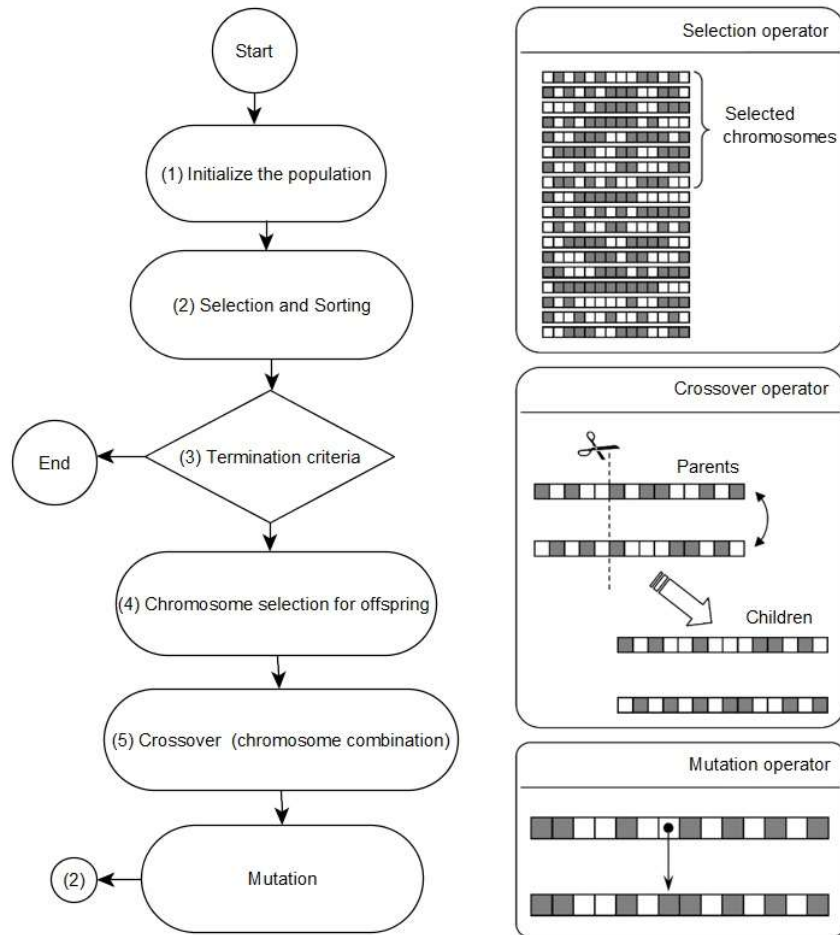 Start
(1) Initialize the population
(2) Selection and Sorting
(3) Termination criteria
End
(4) Chromosome selection for offspring
(5) Crossover (chromosome combination)
Mutation
(2)
Selection operator
Selected
chromosomes
Crossover operator
Parents
Children
Mutation operator